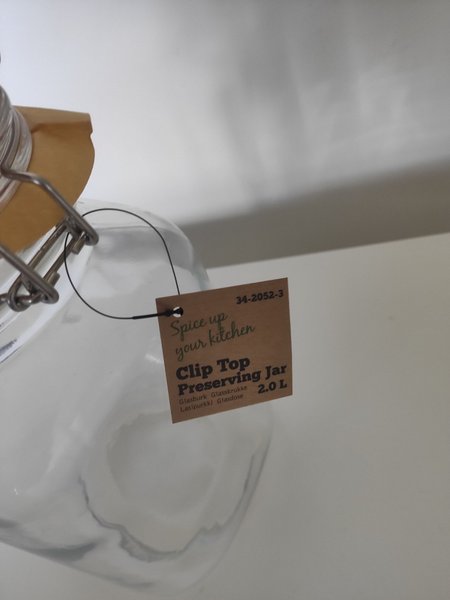 34-2052-3
Spice up
your kitchen
Clip Top
Preserving Jar
Glasburk Glasskrukke 2.0 L
Lasipurkki Glasdose